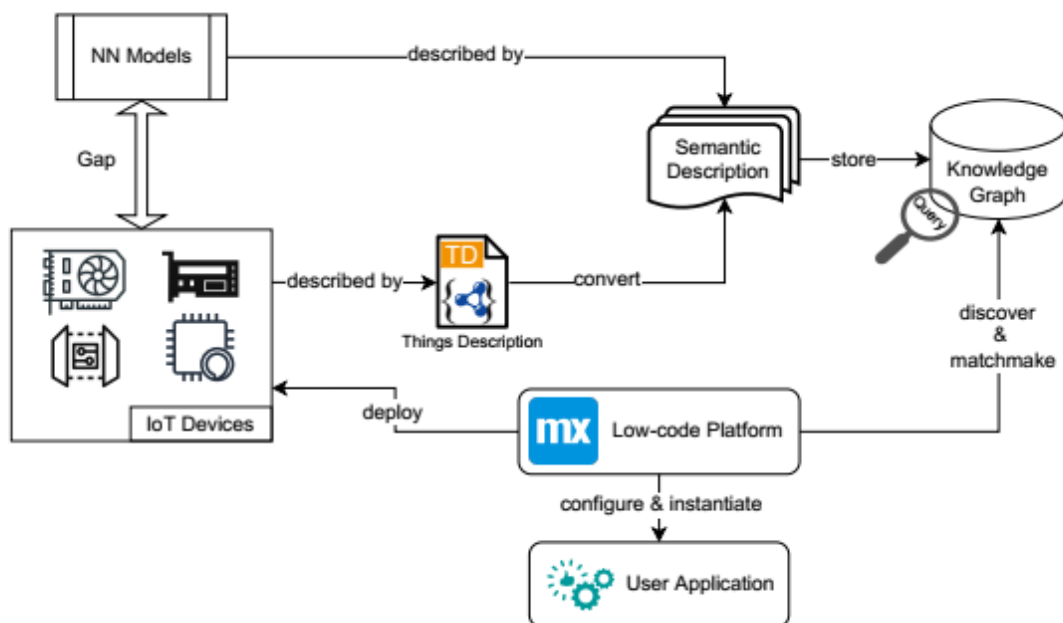 NN Models
described by
Semantic
Description
store
Knowledge
Graph
Query
Gap
described by
TD
Things Description
convert
discover
&
matchmake
IoT Devices
deploy
mx
Low-code Platform
configure & instantiate
User Application